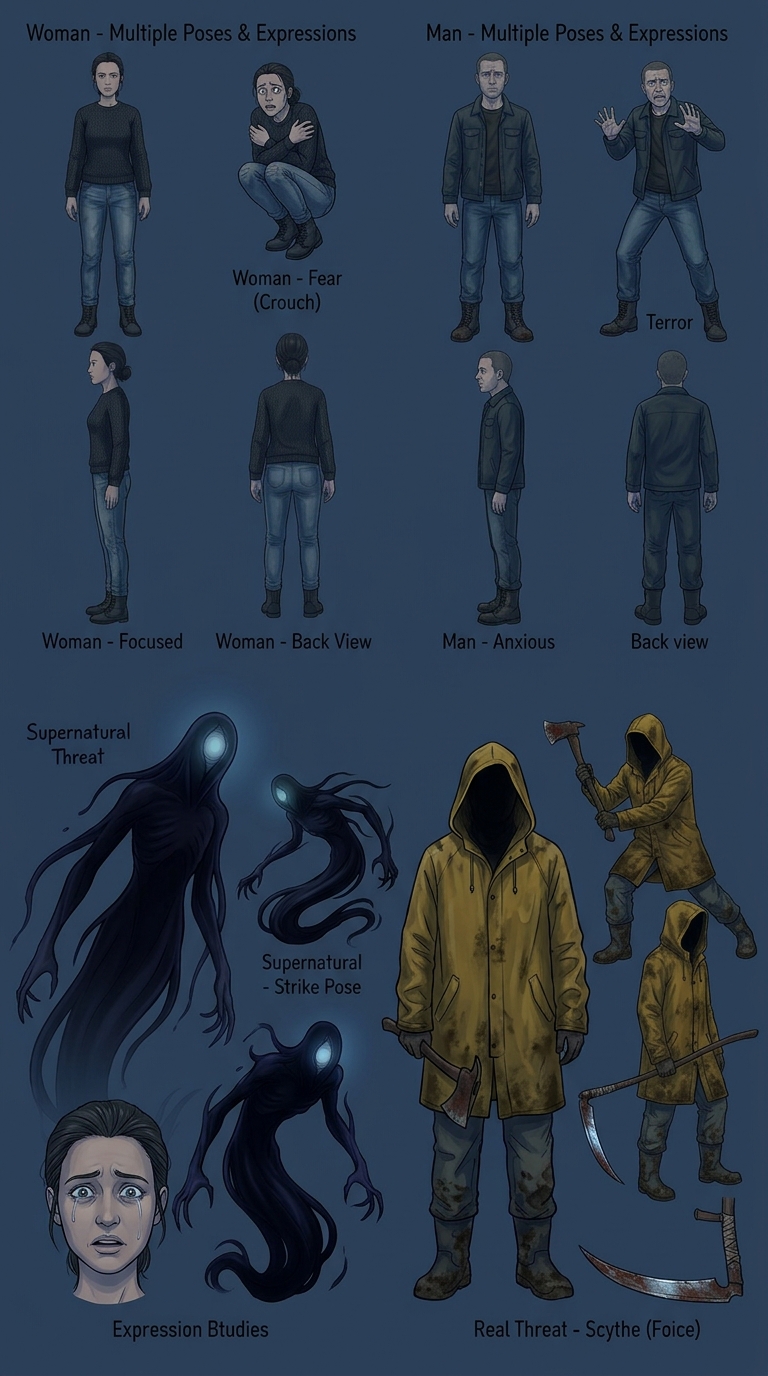 Woman - Multiple Poses & Expressions
Man - Multiple Poses & Expressions
Woman - Fear
(Crouch)
Terror
Woman - Focused
Woman - Back View
Man - Anxious
Back view
Supernatural
Threat
Supernatural
- Strike Pose
Expression Btudies
Real Threat - Scythe (Foice)